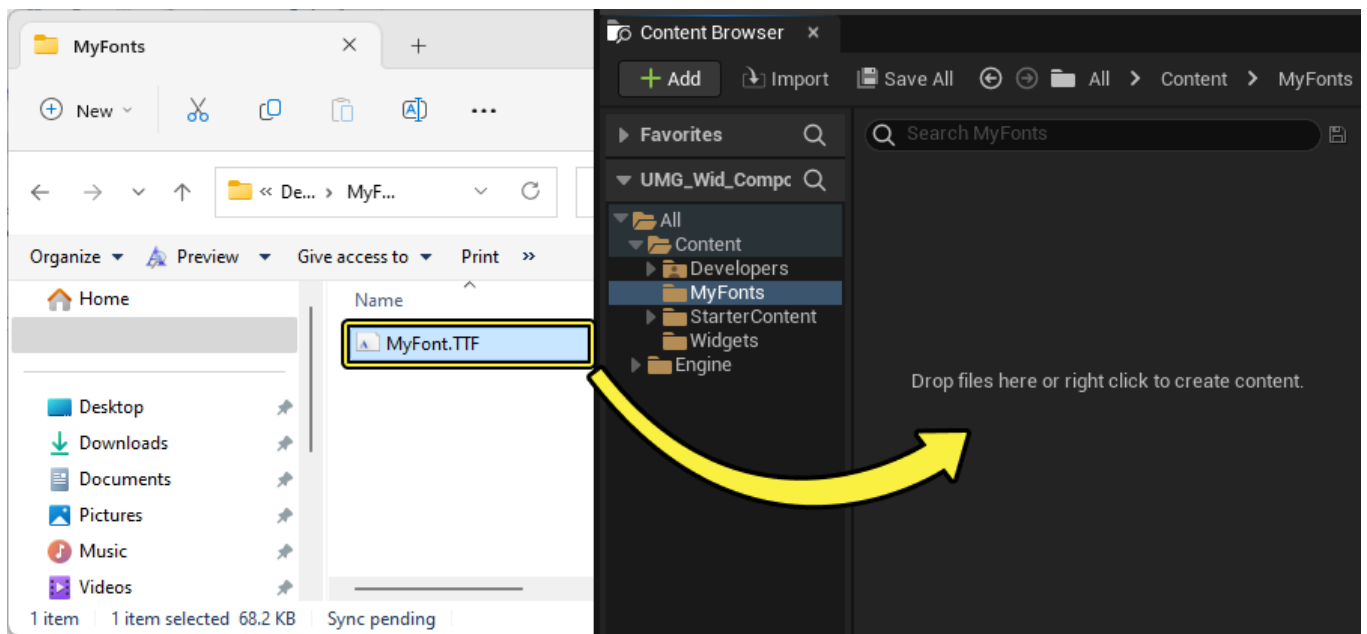 MyFonts × +
New ...
« De... › MyF...
Organize Preview Give access to Print »
Home
Name
MyFont.TTF
Desktop
Downloads
Documents
Pictures
Music
Videos
1 item 1 item selected 68.2 KB Sync pending
Content Browser ×
+ Add Import Save All All > Content > MyFonts
Favorites
Search MyFonts
UMG_Wid_Compc
All
Content
Developers
MyFonts
StarterContent
Widgets
Engine
Drop files here or right click to create content.